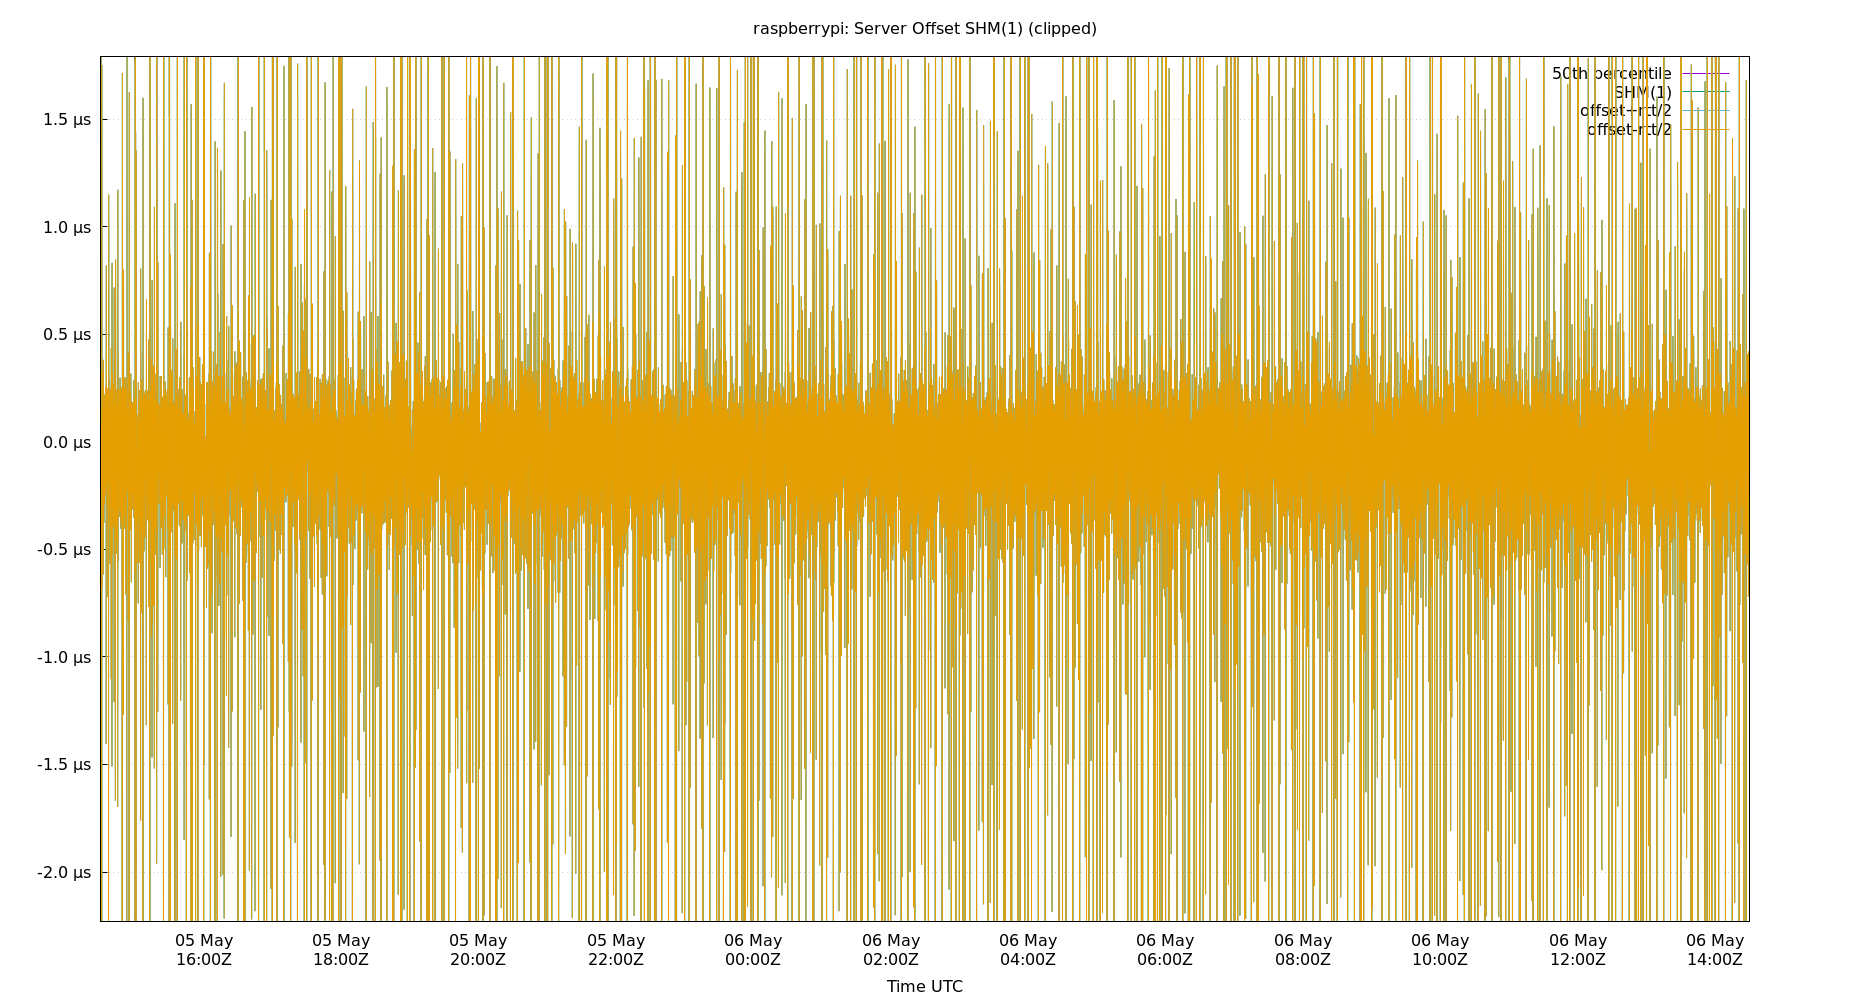 raspberrypi: Server Offset SHM(1) (clipped)
50th percentile
SHM(1)
offset+rtt/2
offset-rtt/2
1.5 µs
1.0 µs
0.5 µs
0.0 µs
-0.5 µs
-1.0 µs
-1.5 µs
-2.0 µs
05 May 05 May 05 May 05 May 06 May 06 May 06 May 06 May 06 May 06 May 06 May 06 May
16:00Z 18:00Z 20:00Z 22:00Z 00:00Z 02:00Z 04:00Z 06:00Z 08:00Z 10:00Z 12:00Z 14:00Z
Time UTC